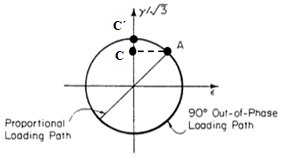 γ/√3
C´
C
A
ε
Proportional
Loading Path
90° Out-of-Phase
Loading Path